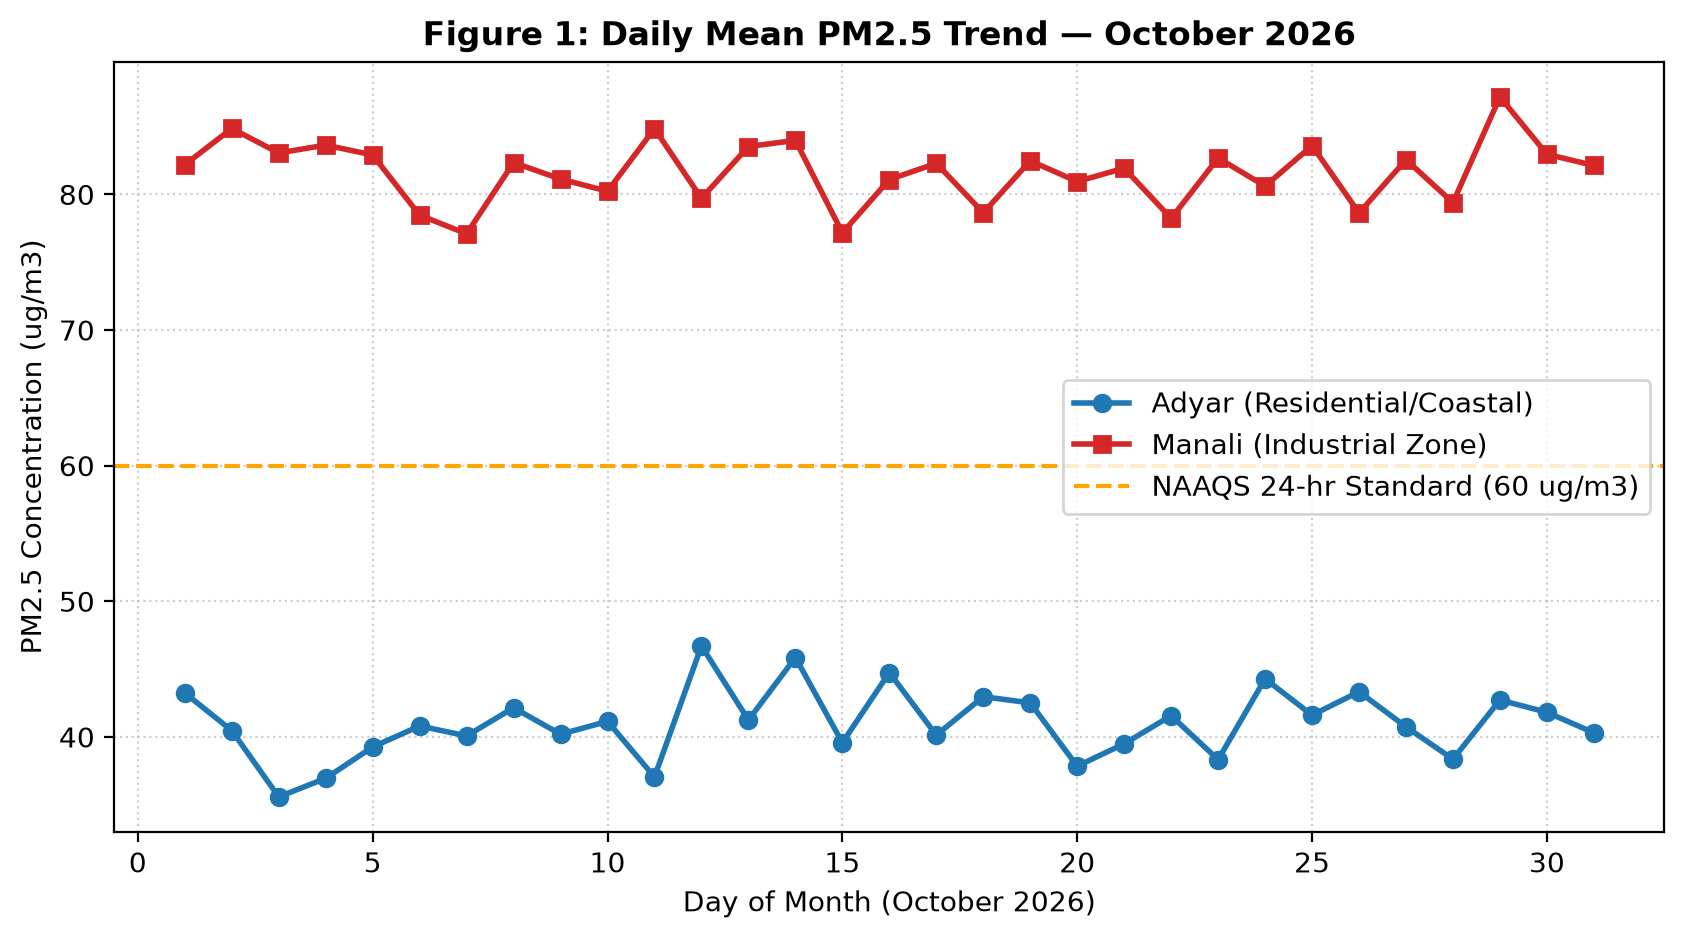 Figure 1: Daily Mean PM2.5 Trend — October 2026
PM2.5 Concentration (ug/m3)
80
70
60
50
40
Adyar (Residential/Coastal)
Manali (Industrial Zone)
NAAQS 24-hr Standard (60 ug/m3)
0 5 10 15 20 25 30
Day of Month (October 2026)